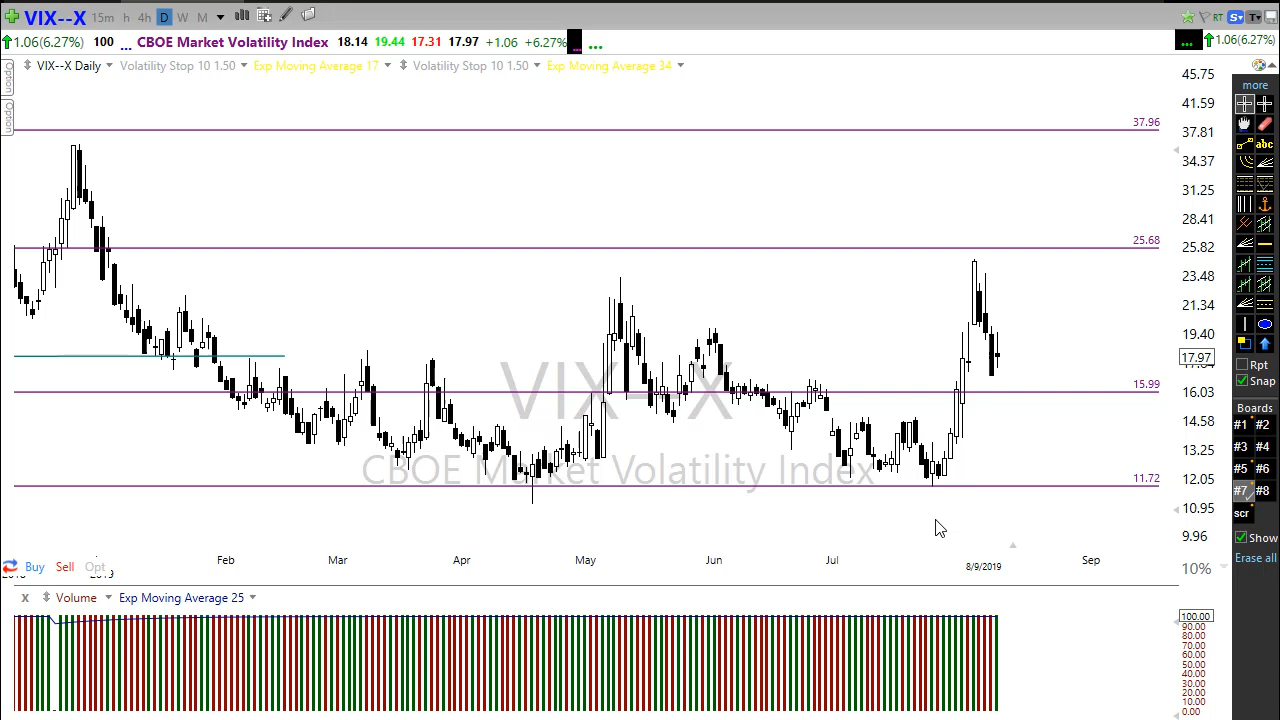 VIX--X 15m h 4h D W M
RT S T
1.06(6.27%) 100 ... CBOE Market Volatility Index 18.14 19.44 17.31 17.97 +1.06 +6.27% ... ... 1.06(6.27%)
VIX--X Daily Volatility Stop 10 1.50 Exp Moving Average 17 Volatility Stop 10 1.50 Exp Moving Average 34
Option
Option
more
abc
45.75
41.59
37.96
37.81
34.37
31.25
28.41
25.68
25.82
23.48
21.34
19.40
17.97
15.99
16.03
14.58
13.25
11.72
12.05
10.95
9.96
10%
VIX--X
CBOE Market Volatility Index
Rpt
Snap
Boards
#1 #2
#3 #4
#5 #6
#7 #8
scr
Show
Erase all
Feb Mar Apr May Jun Jul 8/9/2019 Sep
Buy Sell Opt
2019
x Volume Exp Moving Average 25
100.00
90.00
80.00
70.00
60.00
50.00
40.00
30.00
20.00
10.00
0.00